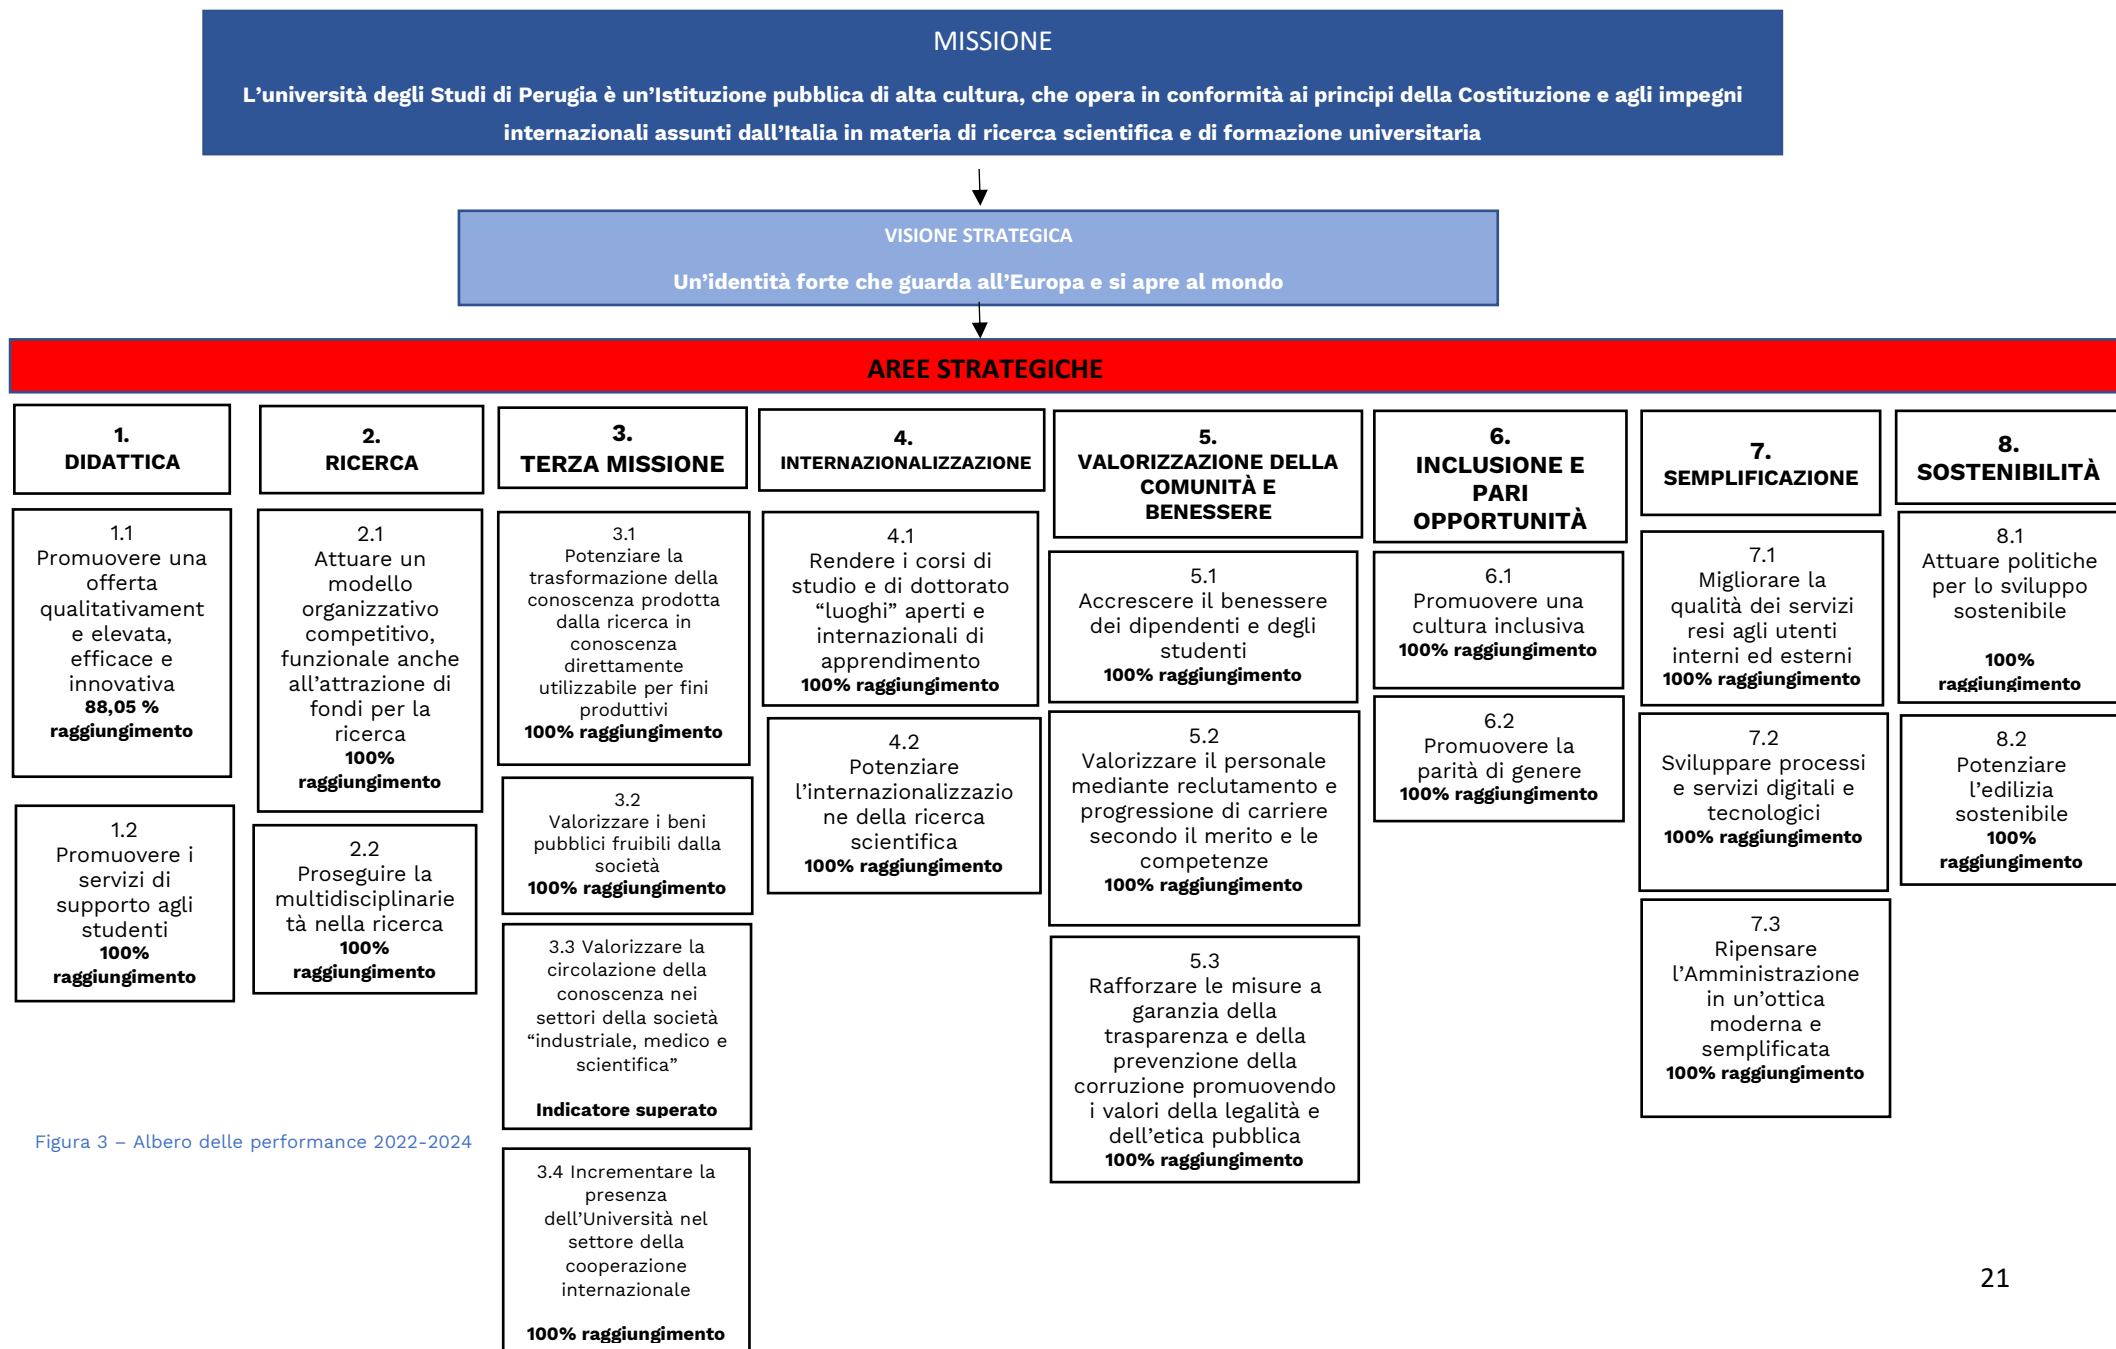 MISSIONE
L'università degli Studi di Perugia è un'Istituzione pubblica di alta cultura, che opera in conformità ai principi della Costituzione e agli impegni
internazionali assunti dall'Italia in materia di ricerca scientifica e di formazione universitaria
VISIONE STRATEGICA
Un'identità forte che guarda all'Europa e si apre al mondo
AREE STRATEGICHE
1.
DIDATTICA
1.1
Promuovere una
offerta
qualitativament
e elevata,
efficace e
innovativa
88,05 %
raggiungimento
1.2
Promuovere i
servizi di
supporto agli
studenti
100%
raggiungimento
2.
RICERCA
2.1
Attuare un
modello
organizzativo
competitivo,
funzionale anche
all'attrazione di
fondi per la
ricerca
100%
raggiungimento
2.2
Proseguire la
multidisciplinarie
tà nella ricerca
100%
raggiungimento
3.
TERZA MISSIONE
3.1
Potenziare la
trasformazione della
conoscenza prodotta
dalla ricerca in
conoscenza
direttamente
utilizzabile per fini
produttivi
100% raggiungimento
3.2
Valorizzare i beni
pubblici fruibili dalla
società
100% raggiungimento
3.3 Valorizzare la
circolazione della
conoscenza nei
settori della società
“industriale, medico e
scientifica”
Indicatore superato
3.4 Incrementare la
presenza
dell'Università nel
settore della
cooperazione
internazionale
100% raggiungimento
4.
INTERNAZIONALIZZAZIONE
4.1
Rendere i corsi di
studio e di dottorato
“luoghi” aperti e
internazionali di
apprendimento
100% raggiungimento
4.2
Potenziare
l'internazionalizzazio
ne della ricerca
scientifica
100% raggiungimento
5.
VALORIZZAZIONE DELLA
COMUNITÀ E
BENESSERE
5.1
Accrescere il benessere
dei dipendenti e degli
studenti
100% raggiungimento
5.2
Valorizzare il personale
mediante reclutamento e
progressione di carriere
secondo il merito e le
competenze
100% raggiungimento
5.3
Rafforzare le misure a
garanzia della
trasparenza e della
prevenzione della
corruzione promuovendo
i valori della legalità e
dell'etica pubblica
100% raggiungimento
6.
INCLUSIONE E
PARI
OPPORTUNITÀ
6.1
Promuovere una
cultura inclusiva
100% raggiungimento
6.2
Promuovere la
parità di genere
100% raggiungimento
7.
SEMPLIFICAZIONE
7.1
Migliorare la
qualità dei servizi
resi agli utenti
interni ed esterni
100% raggiungimento
7.2
Sviluppare processi
e servizi digitali e
tecnologici
100% raggiungimento
7.3
Ripensare
l'Amministrazione
in un'ottica
moderna e
semplificata
100% raggiungimento
8.
SOSTENIBILITÀ
8.1
Attuare politiche
per lo sviluppo
sostenibile
100%
raggiungimento
8.2
Potenziare
l'edilizia
sostenibile
100%
raggiungimento
Figura 3 – Albero delle performance 2022-2024
21